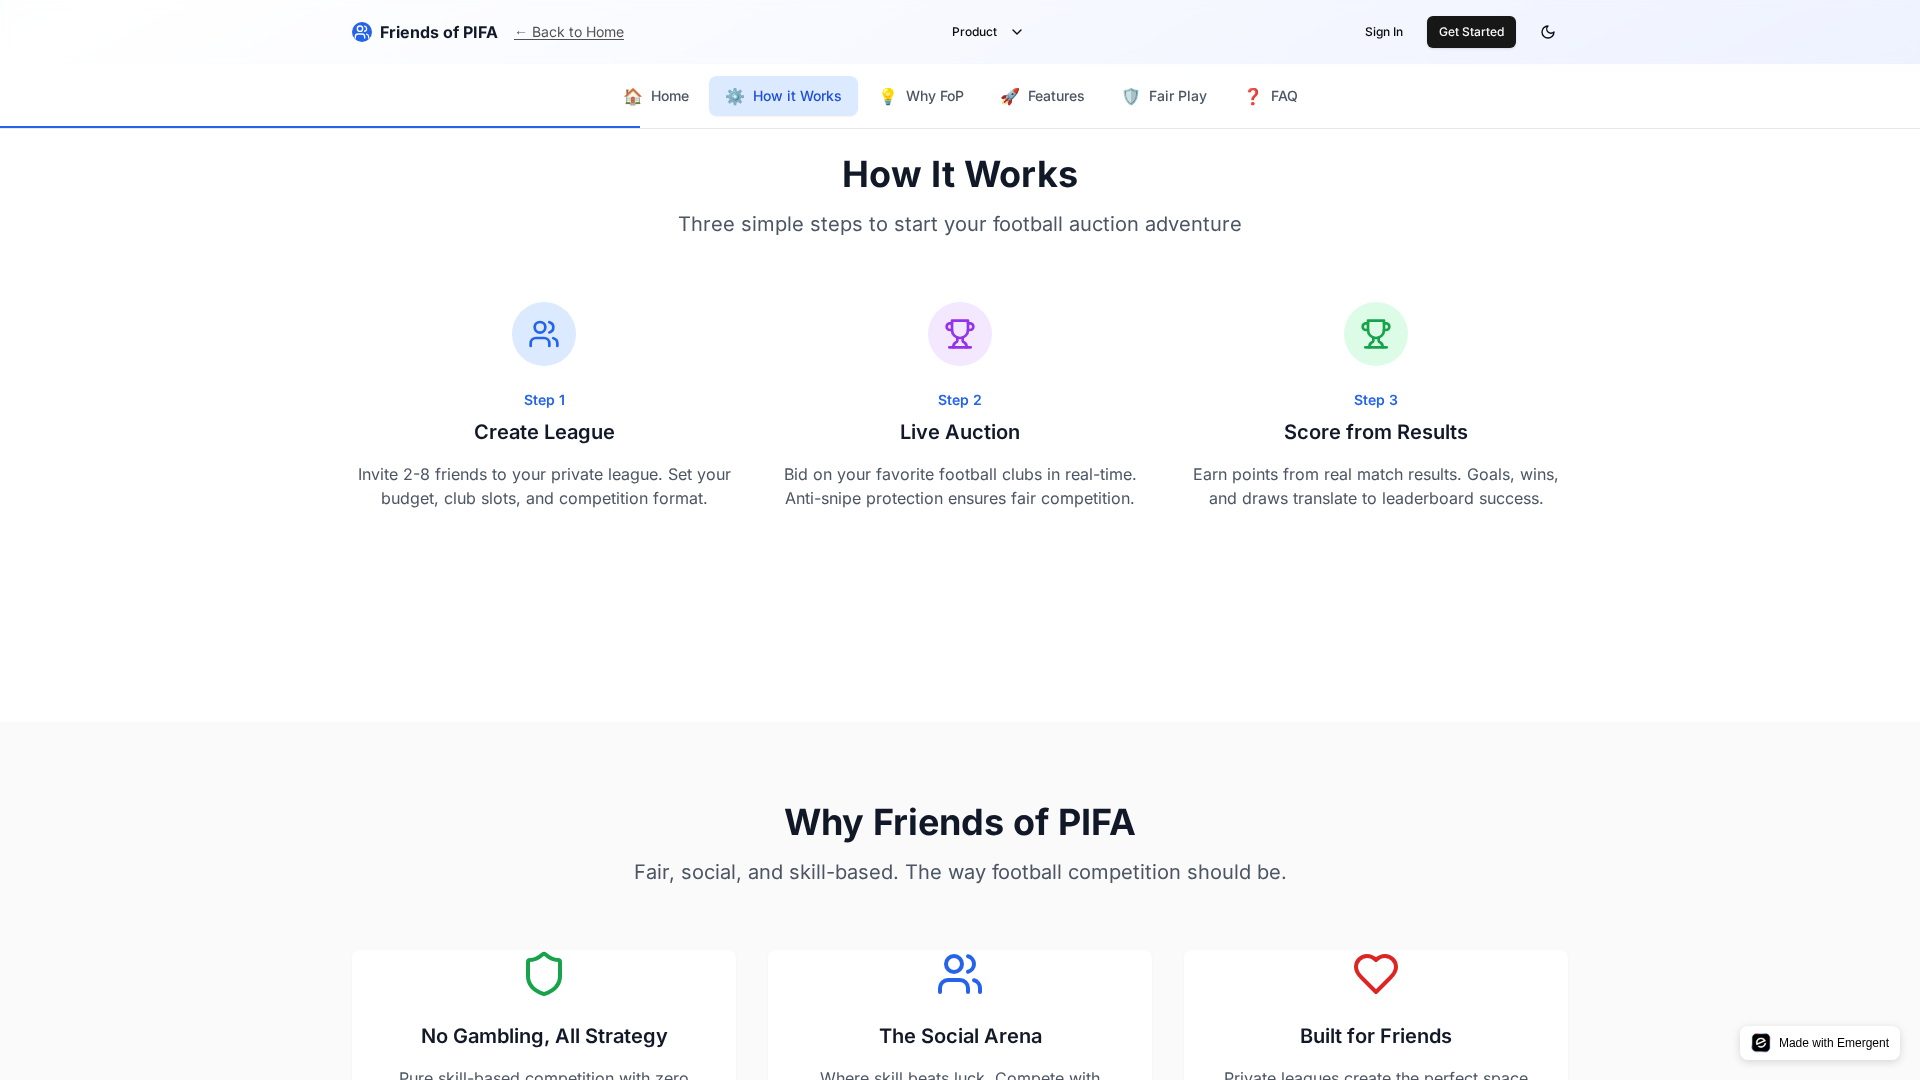 Friends of PIFA
← Back to Home
Product
Sign In
Get Started
🏠 Home
⚙️ How it Works
💡 Why FoP
🚀 Features
🛡️ Fair Play
❓ FAQ
How It Works
Three simple steps to start your football auction adventure
Step 1
Create League
Invite 2-8 friends to your private league. Set your
budget, club slots, and competition format.
Step 2
Live Auction
Bid on your favorite football clubs in real-time.
Anti-snipe protection ensures fair competition.
Step 3
Score from Results
Earn points from real match results. Goals, wins,
and draws translate to leaderboard success.
Why Friends of PIFA
Fair, social, and skill-based. The way football competition should be.
No Gambling, All Strategy
Pure skill-based competition with zero
The Social Arena
Where skill beats luck. Compete with
Built for Friends
Private leagues create the perfect space
Made with Emergent